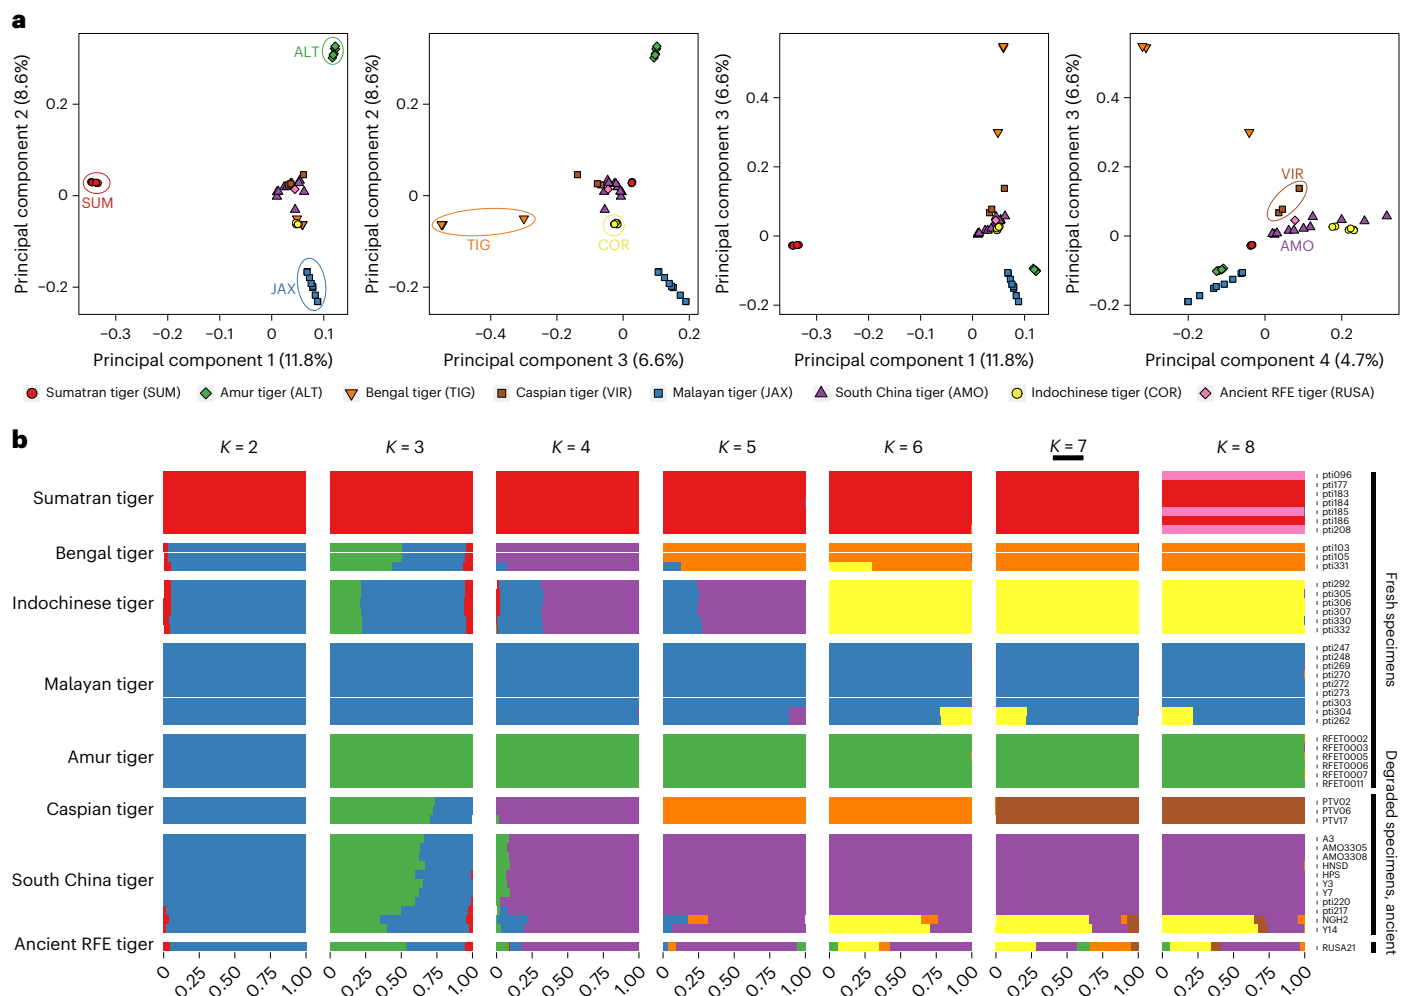 a
ALT
SUM
JAX
Principal component 2 (8.6%)
0.2
0
−0.2
−0.3
−0.2
−0.1
0
0.1
Principal component 1 (11.8%)
TIG
COR
Principal component 2 (8.6%)
0.2
0
−0.2
−0.4
−0.2
0
0.2
Principal component 3 (6.6%)
Principal component 3 (6.6%)
0.4
0.2
0
−0.2
−0.3
−0.2
−0.1
0
0.1
Principal component 1 (11.8%)
VIR
AMO
Principal component 3 (6.6%)
0.4
0.2
0
−0.2
−0.2
0
0.2
Principal component 4 (4.7%)
Sumatran tiger (SUM)
Amur tiger (ALT)
Bengal tiger (TIG)
Caspian tiger (VIR)
Malayan tiger (JAX)
South China tiger (AMO)
Indochinese tiger (COR)
Ancient RFE tiger (RUSA)
b
K = 2
K = 3
K = 4
K = 5
K = 6
K = 7
K = 8
Sumatran tiger
Bengal tiger
Indochinese tiger
Malayan tiger
Amur tiger
Caspian tiger
South China tiger
Ancient RFE tiger
pti096
pti177
pti183
pti184
pti185
pti186
pti208
pti103
pti105
pti331
pti292
pti305
pti306
pti307
pti330
pti332
pti247
pti248
pti269
pti270
pti272
pti273
pti303
pti304
pti262
RFET0002
RFET0003
RFET0005
RFET0006
RFET0007
RFET0011
PTV02
PTV06
PTV17
A3
AMO3305
AMO3308
HNSD
HPS
Y3
Y7
pti220
pti217
NGH2
Y14
RUSA21
Fresh specimens
Degraded specimens, ancient
0
0.25
0.50
0.75
1.00
0
0.25
0.50
0.75
1.00
0
0.25
0.50
0.75
1.00
0
0.25
0.50
0.75
1.00
0
0.25
0.50
0.75
1.00
0
0.25
0.50
0.75
1.00
0
0.25
0.50
0.75
1.00